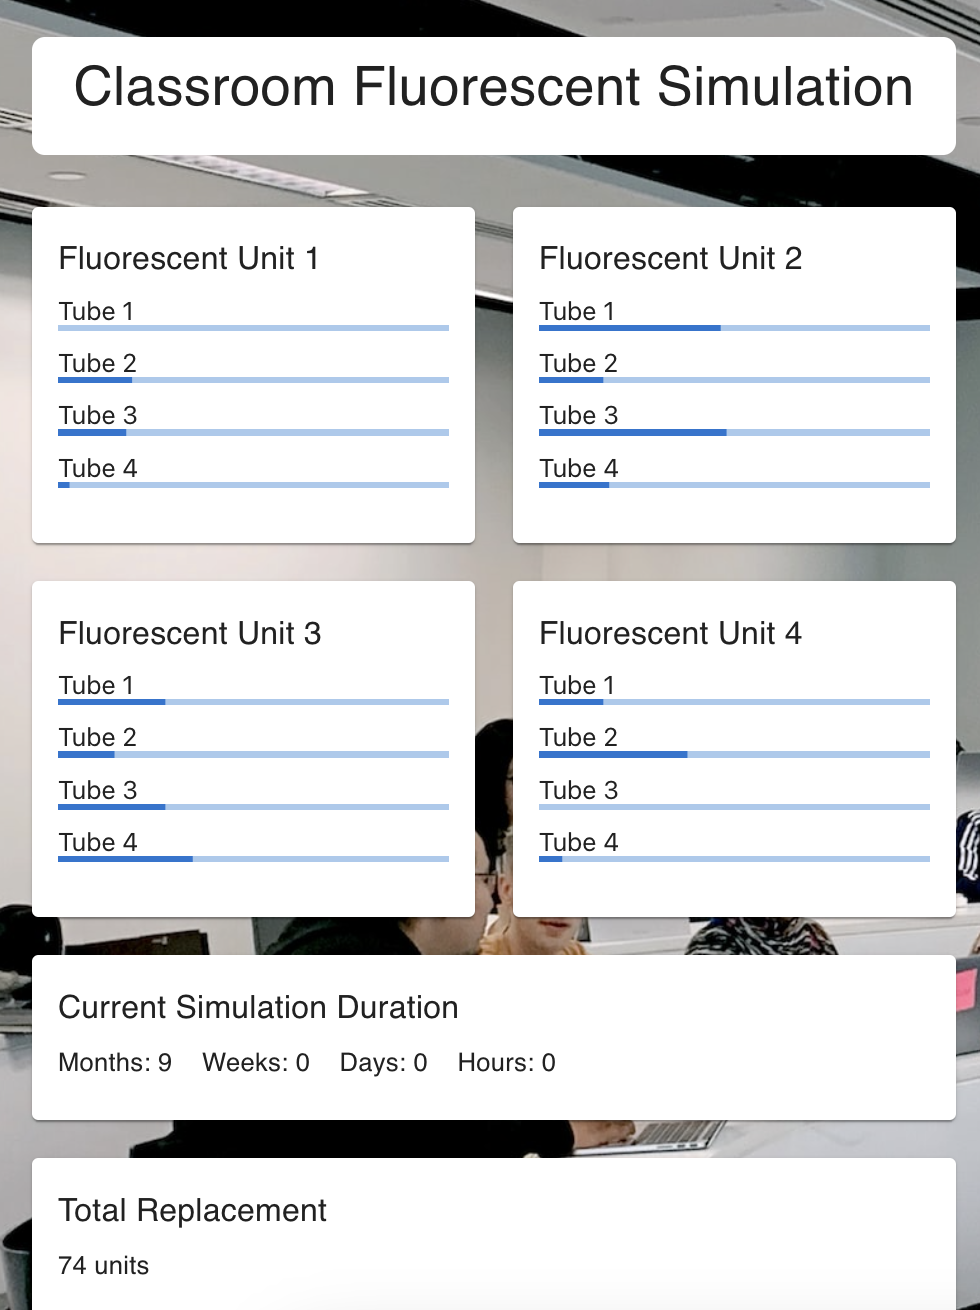 Classroom Fluorescent Simulation
Fluorescent Unit 1
Tube 1
Tube 2
Tube 3
Tube 4
Fluorescent Unit 2
Tube 1
Tube 2
Tube 3
Tube 4
Fluorescent Unit 3
Tube 1
Tube 2
Tube 3
Tube 4
Fluorescent Unit 4
Tube 1
Tube 2
Tube 3
Tube 4
Current Simulation Duration
Months: 9 Weeks: 0 Days: 0 Hours: 0
Total Replacement
74 units